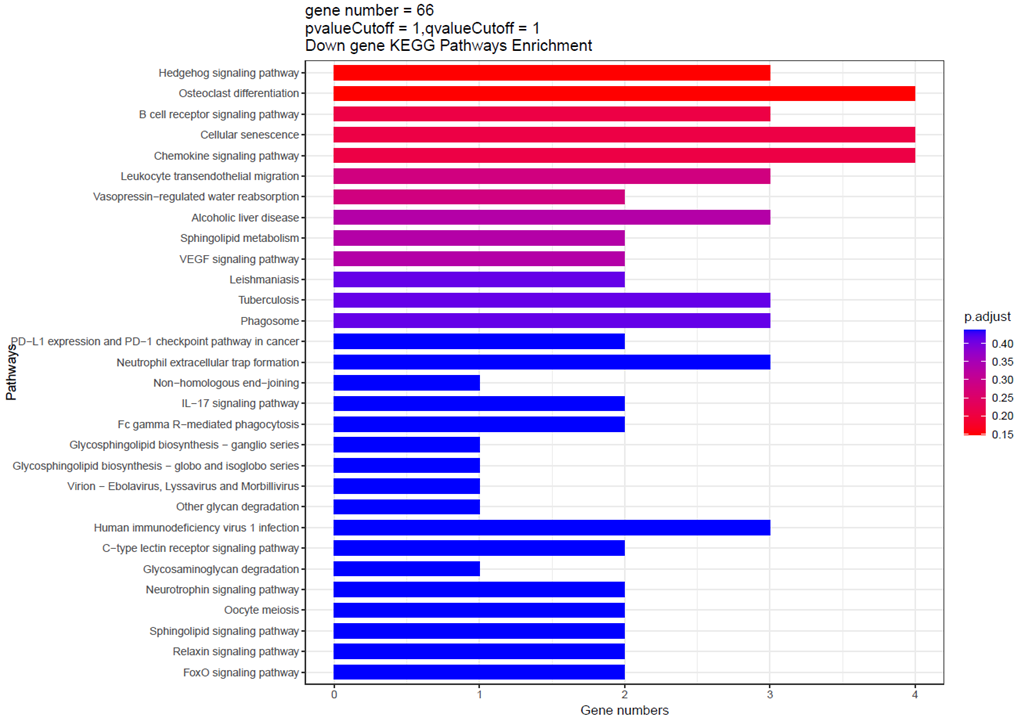 gene number = 66
pvalueCutoff = 1,qvalueCutoff = 1
Down gene KEGG Pathways Enrichment
Hedgehog signaling pathway
Osteoclast differentiation
B cell receptor signaling pathway
Cellular senescence
Chemokine signaling pathway
Leukocyte transendothelial migration
Vasopressin−regulated water reabsorption
Alcoholic liver disease
Sphingolipid metabolism
VEGF signaling pathway
Leishmaniasis
Tuberculosis
Phagosome
PD−L1 expression and PD−1 checkpoint pathway in cancer
Neutrophil extracellular trap formation
Non−homologous end−joining
IL−17 signaling pathway
Fc gamma R−mediated phagocytosis
Glycosphingolipid biosynthesis − ganglio series
Glycosphingolipid biosynthesis − globo and isoglobo series
Virion − Ebolavirus, Lyssavirus and Morbillivirus
Other glycan degradation
Human immunodeficiency virus 1 infection
C−type lectin receptor signaling pathway
Glycosaminoglycan degradation
Neurotrophin signaling pathway
Oocyte meiosis
Sphingolipid signaling pathway
Relaxin signaling pathway
FoxO signaling pathway
Pathways
0 1 2 3 4
Gene numbers
p.adjust
0.40
0.35
0.30
0.25
0.20
0.15